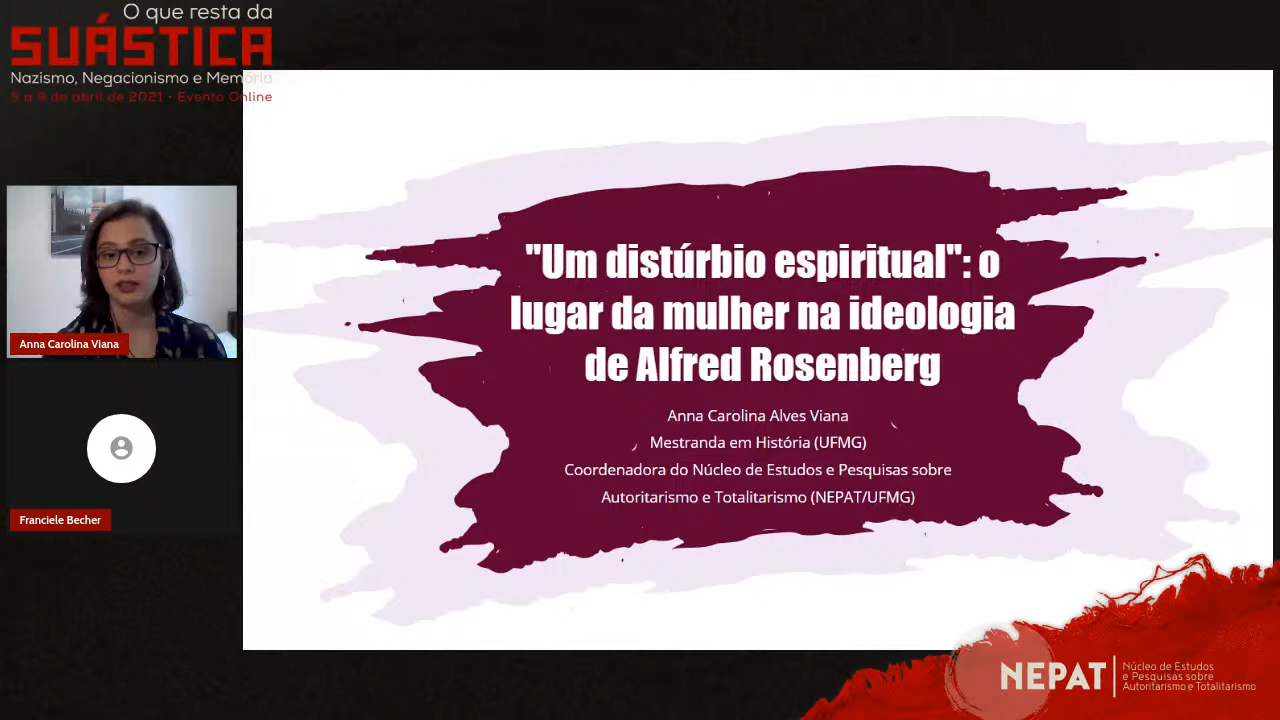 O que resta da
SUÁSTICA
Nazismo, Negacionismo e Memória
5 a 9 de abril de 2021 • Evento Online
"Um distúrbio espiritual": o
lugar da mulher na ideologia
de Alfred Rosenberg
Anna Carolina Alves Viana
Mestranda em História (UFMG)
Coordenadora do Núcleo de Estudos e Pesquisas sobre
Autoritarismo e Totalitarismo (NEPAT/UFMG)
Anna Carolina Viana
Franciele Becher
NEPAT
Núcleo de Estudos
e Pesquisas sobre
Autoritarismo e Totalitarismo